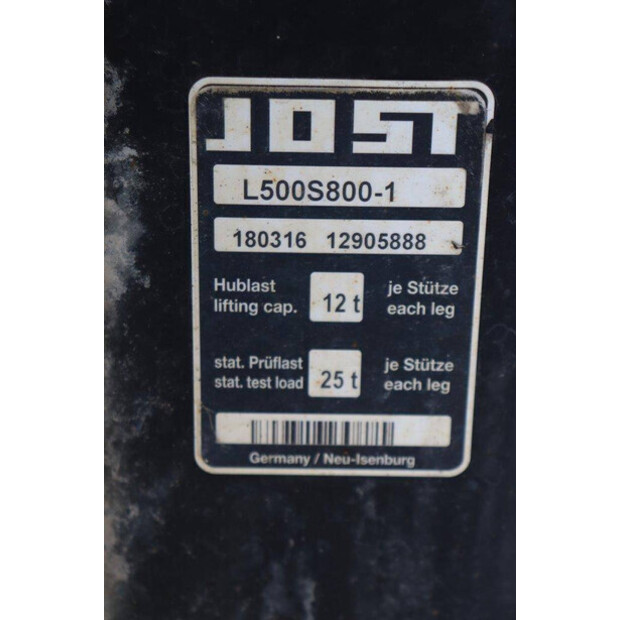 JOST
L500S800-1
180316 12905888
Hublast
lifting cap.
12 t
je Stütze
each leg
stat. Prüflast
stat. test load
25 t
je Stütze
each leg
Germany / Neu-Isenburg